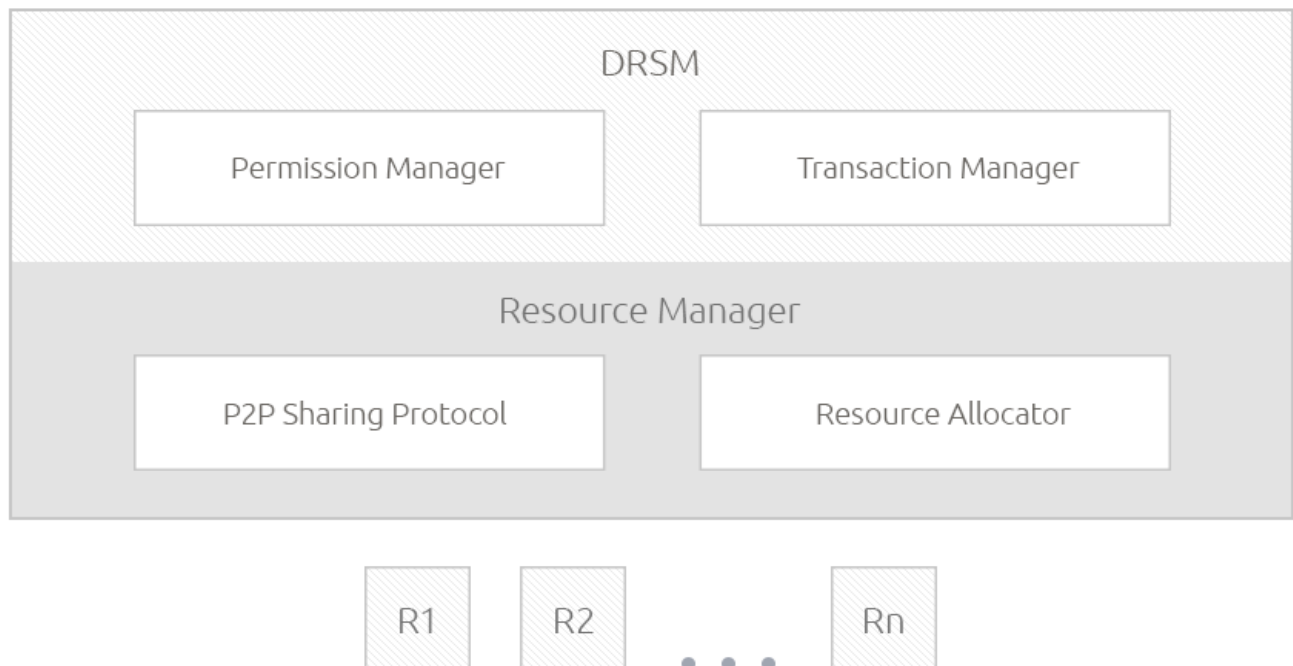 DRSM
Permission Manager
Transaction Manager
Resource Manager
P2P Sharing Protocol
Resource Allocator
R1
R2
Rn